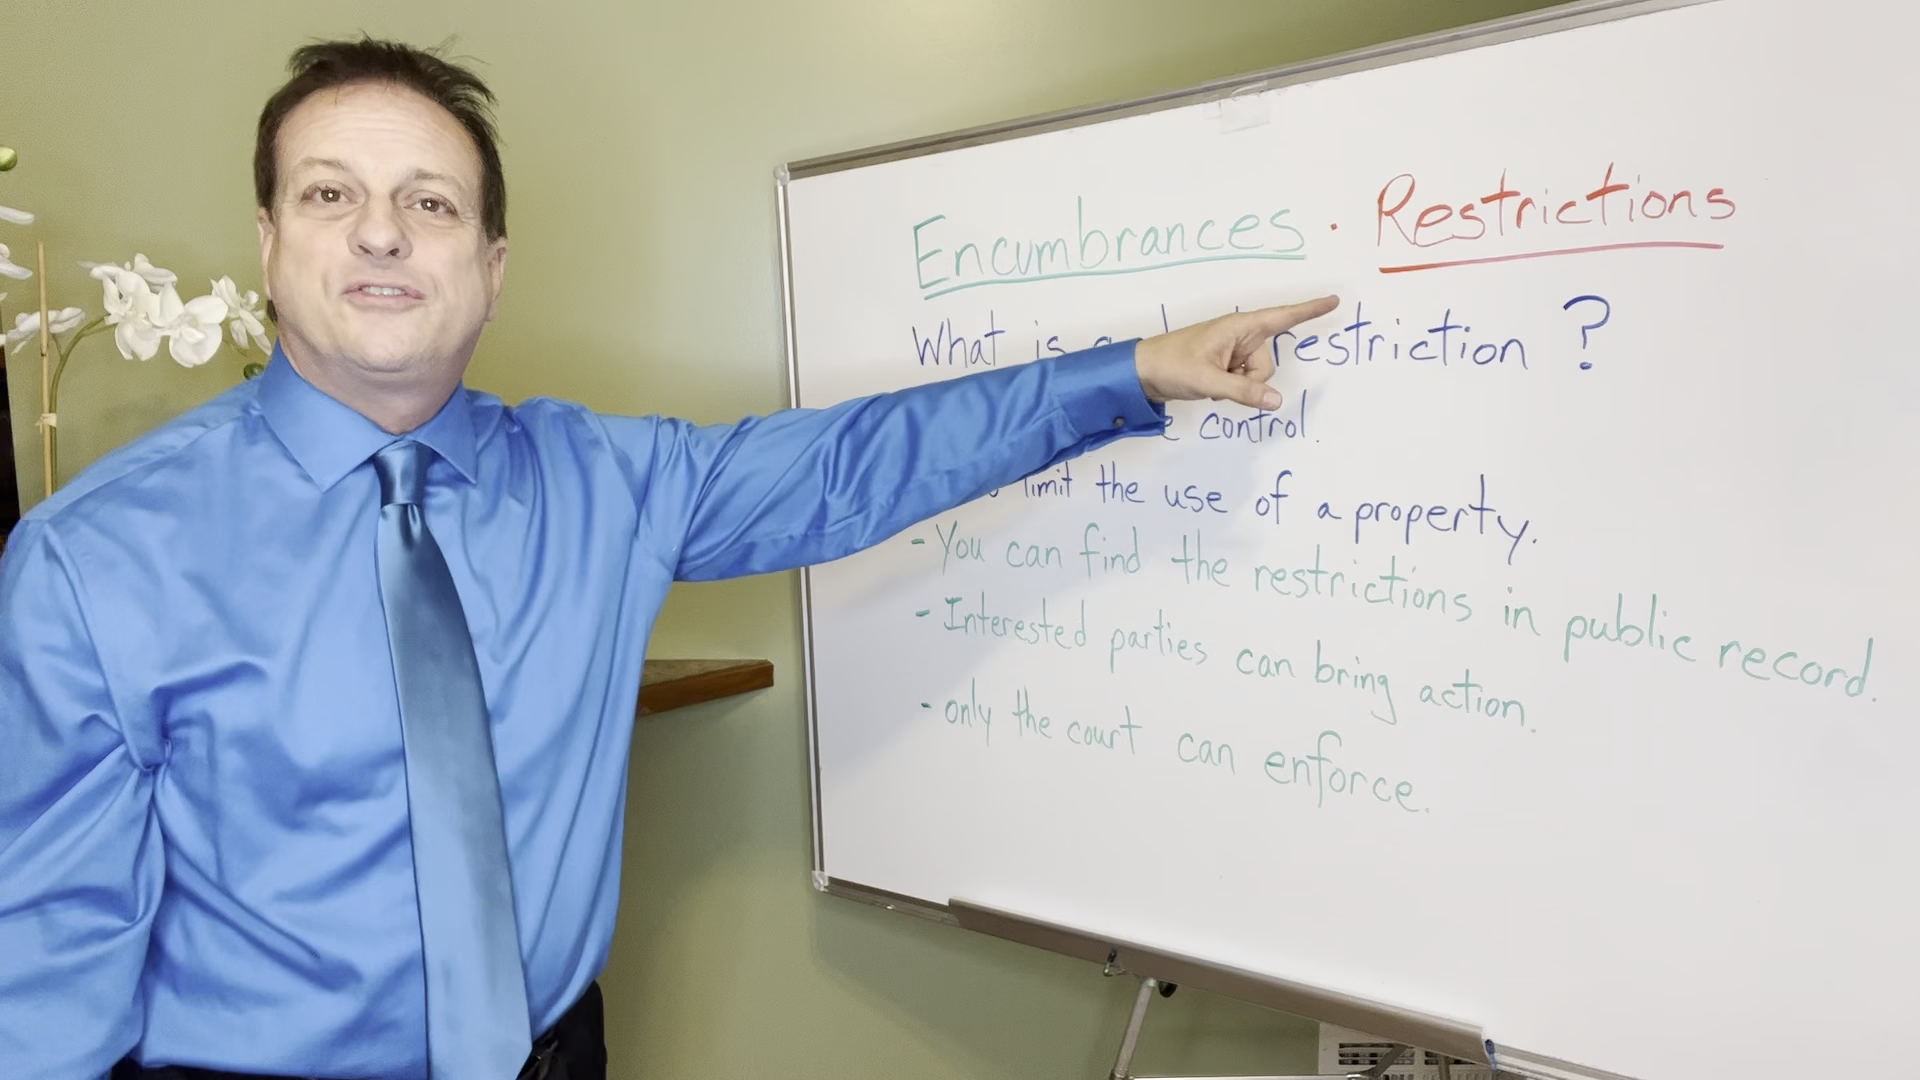 Encumbrances · Restrictions
What is restriction ?
control.
limit the use of a property.
- You can find the restrictions in public record.
- Interested parties can bring action.
- only the court can enforce.